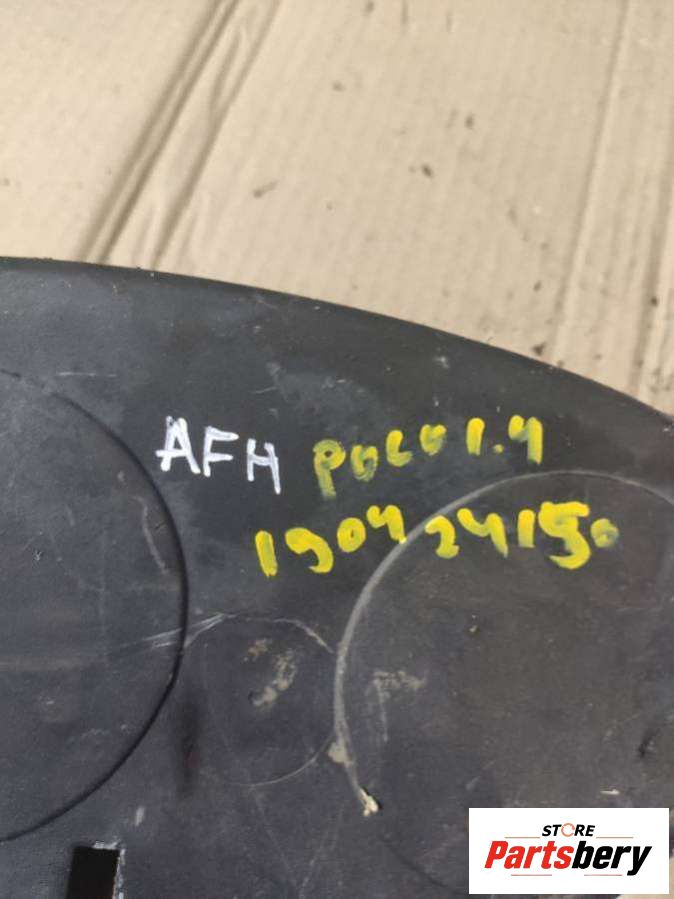 AFH POLO 1.4
1904 24150
STORE
Partsbery